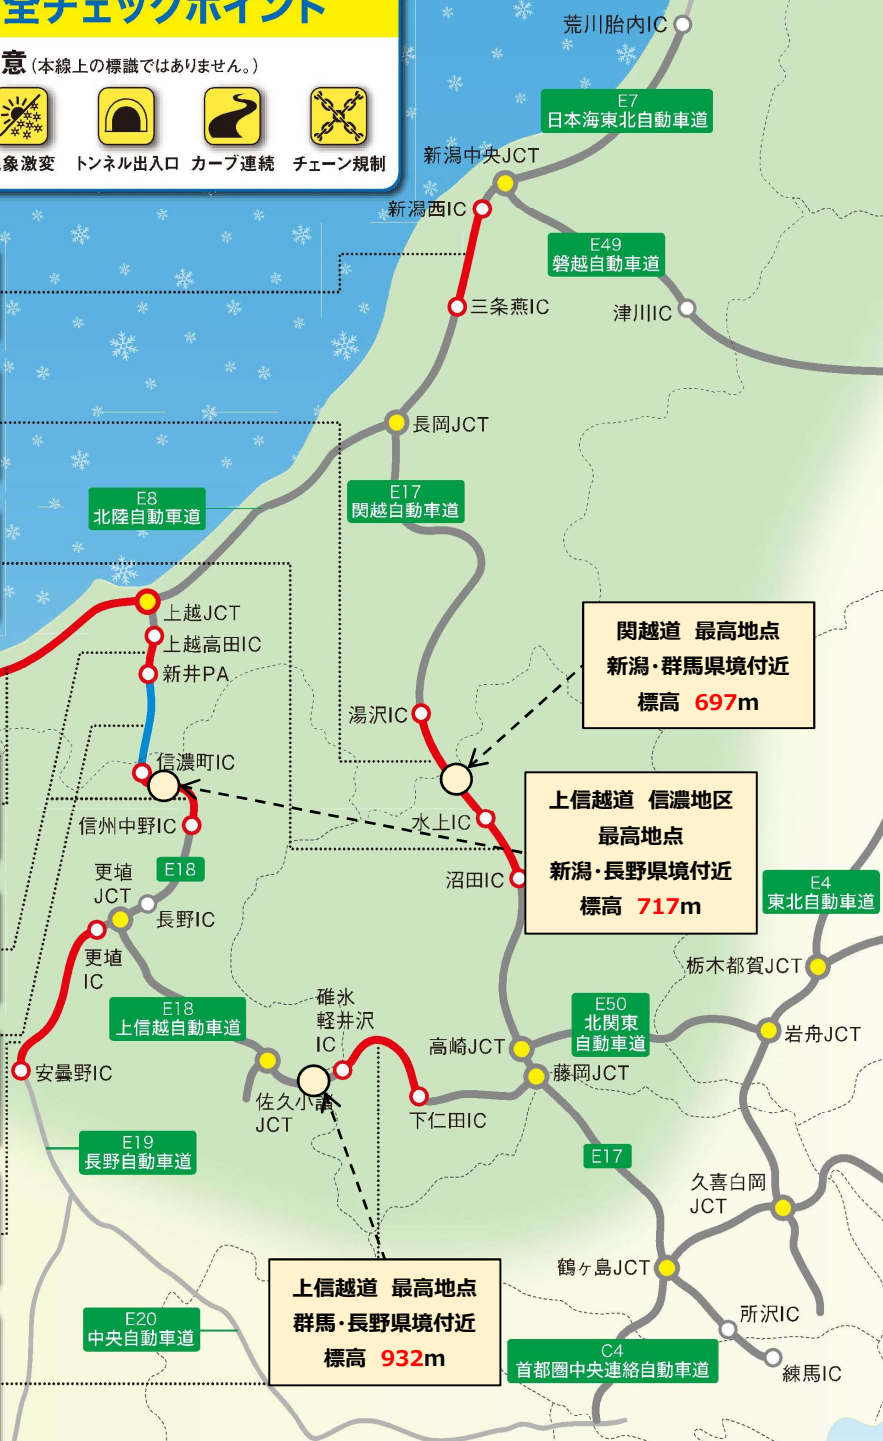 全チェックポイント
意(本線上の標識ではありません。)
象激変
トンネル出入口
カーブ連続
チェーン規制
荒川胎内IC
E7
日本海東北自動車道
新潟中央JCT
新潟西IC
E49
磐越自動車道
三条燕IC
津川IC
長岡JCT
E8
北陸自動車道
E17
関越自動車道
上越JCT
上越高田IC
新井PA
関越道 最高地点
新潟・群馬県境付近
標高 697m
湯沢IC
信濃町IC
上信越道 信濃地区
最高地点
新潟・長野県境付近
標高 717m
水上IC
信州中野IC
沼田IC
E18
更埴
JCT
長野IC
E4
東北自動車道
更埴
IC
栃木都賀JCT
E18
上信越自動車道
碓氷
軽井沢
IC
E50
北関東
自動車道
岩舟JCT
高崎JCT
藤岡JCT
安曇野IC
佐久小諸
JCT
下仁田IC
E19
長野自動車道
E17
久喜白岡
JCT
鶴ヶ島JCT
上信越道 最高地点
群馬・長野県境付近
標高 932m
E20
中央自動車道
所沢IC
C4
首都圏中央連絡自動車道
練馬IC